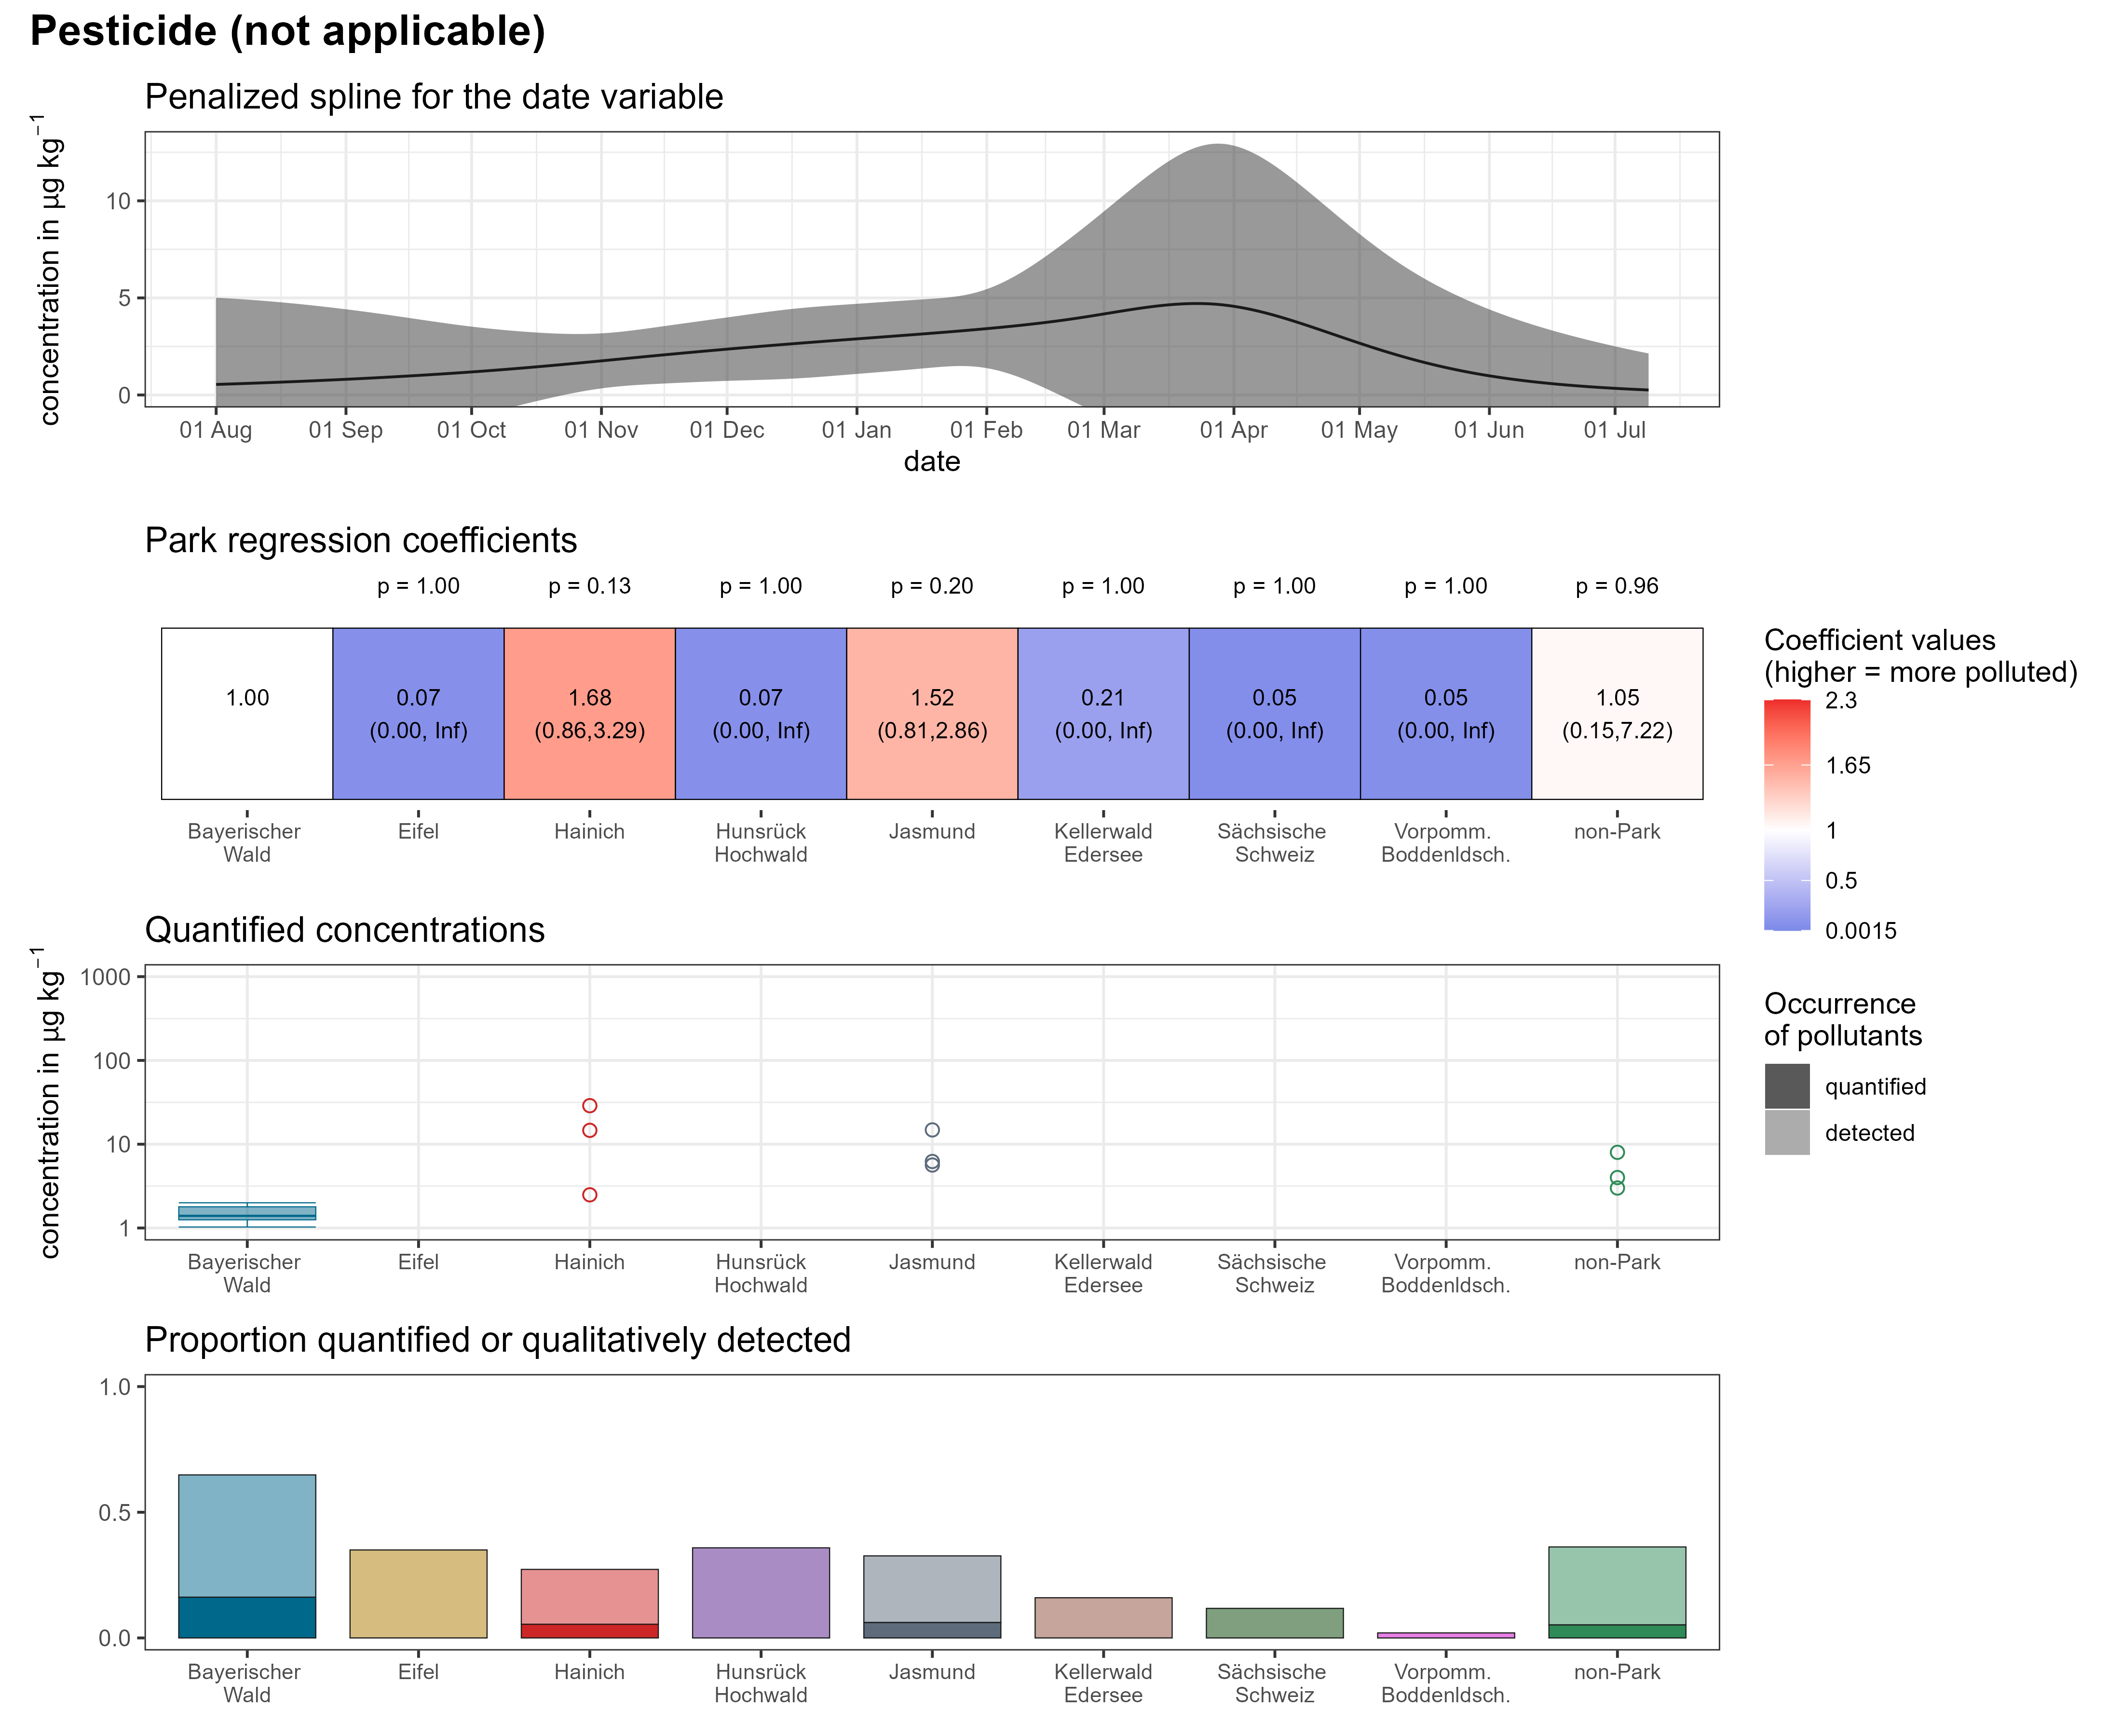 Pesticide (not applicable)
Penalized spline for the date variable
concentration in µg kg⁻¹
10
5
0
01 Aug 01 Sep 01 Oct 01 Nov 01 Dec 01 Jan 01 Feb 01 Mar 01 Apr 01 May 01 Jun 01 Jul
date
Park regression coefficients
p = 1.00 p = 0.13 p = 1.00 p = 0.20 p = 1.00 p = 1.00 p = 1.00 p = 0.96
1.00 0.07 1.68 0.07 1.52 0.21 0.05 0.05 1.05
(0.00, Inf) (0.86,3.29) (0.00, Inf) (0.81,2.86) (0.00, Inf) (0.00, Inf) (0.00, Inf) (0.15,7.22)
Bayerischer Eifel Hainich Hunsrück Jasmund Kellerwald Sächsische Vorpomm. non-Park
Wald Hochwald Edersee Schweiz Boddenldsch.
Coefficient values
(higher = more polluted)
2.3
1.65
1
0.5
0.0015
Quantified concentrations
concentration in µg kg⁻¹
1000
100
10
1
Bayerischer Eifel Hainich Hunsrück Jasmund Kellerwald Sächsische Vorpomm. non-Park
Wald Hochwald Edersee Schweiz Boddenldsch.
Occurrence
of pollutants
quantified
detected
Proportion quantified or qualitatively detected
1.0
0.5
0.0
Bayerischer Eifel Hainich Hunsrück Jasmund Kellerwald Sächsische Vorpomm. non-Park
Wald Hochwald Edersee Schweiz Boddenldsch.